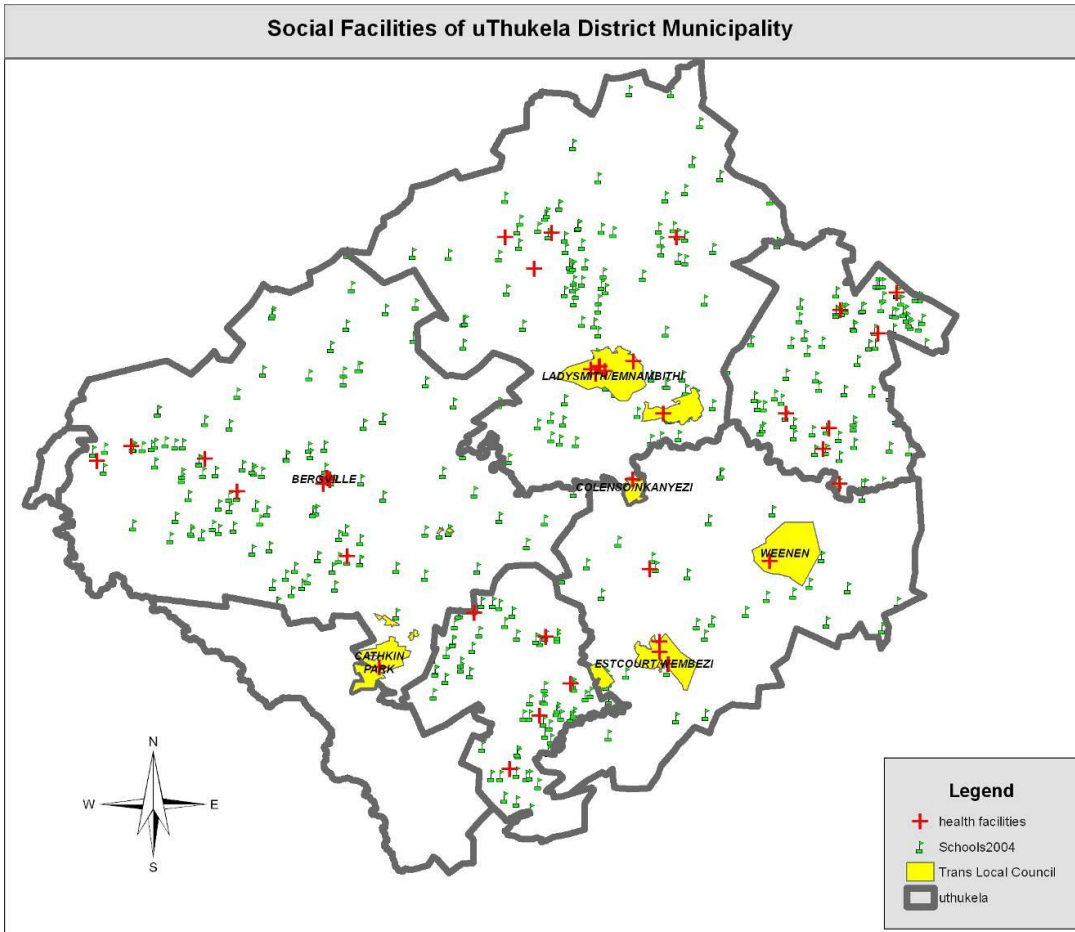 Social Facilities of uThukela District Municipality
LADYSMITH/EMNAMBITHI
BERGVILLE
COLENSO/NKANYEZI
WEENEN
CATHKIN
PARK
ESTCOURT/WEMBEZI
N
W
E
S
Legend
health facilities
Schools2004
Trans Local Council
uthukela